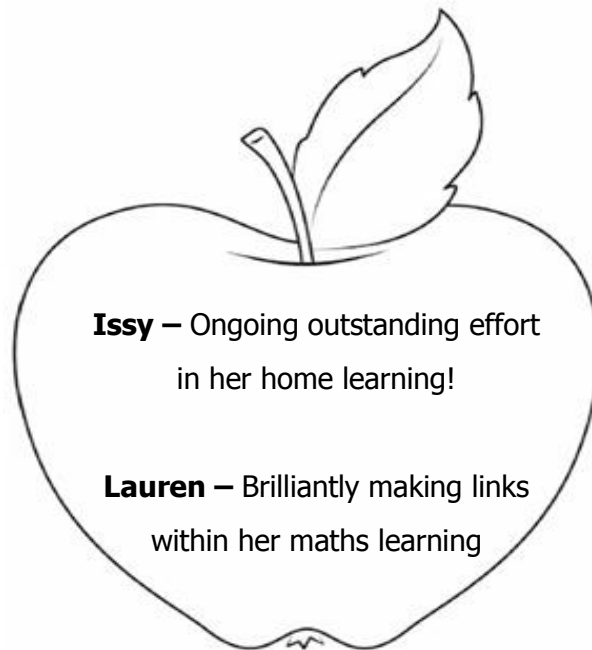 Issy – Ongoing outstanding effort
in her home learning!
Lauren – Brilliantly making links
within her maths learning